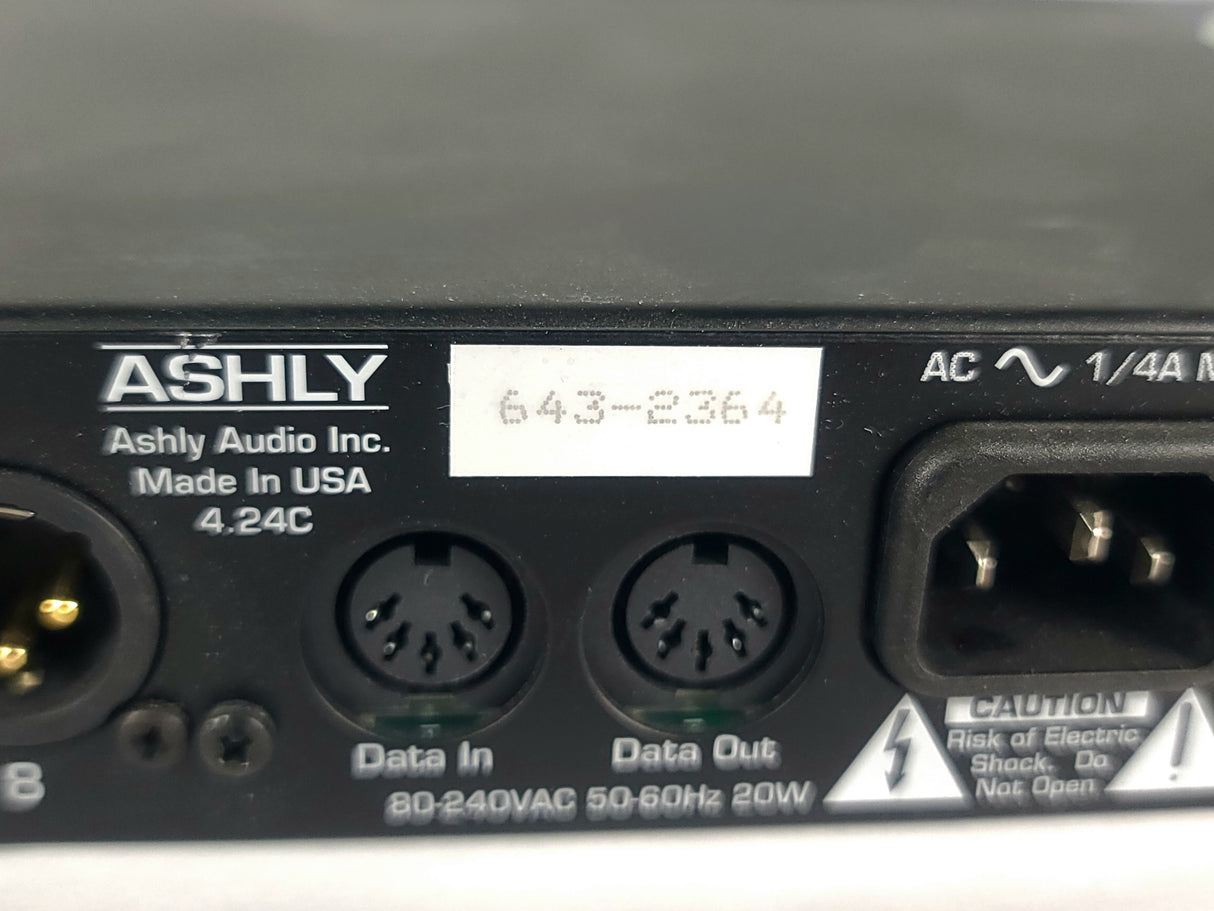 ASHLY
Ashly Audio Inc.
Made In USA
4.24C
643-2364
AC 1/4A
8
Data In
Data Out
80-240VAC 50-60Hz 20W
CAUTION
Risk of Electric
Shock. Do
Not Open